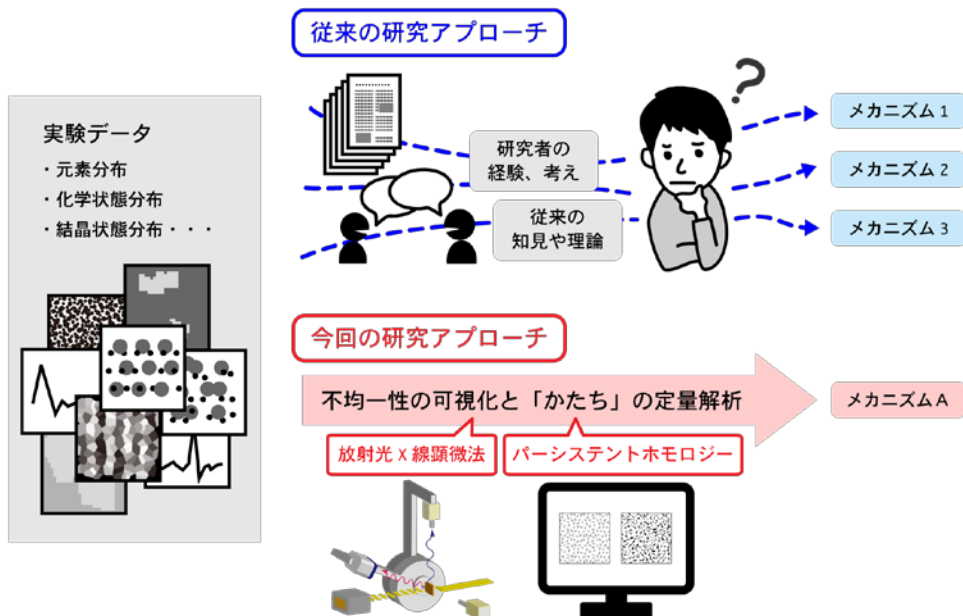 従来の研究アプローチ
実験データ
・元素分布
・化学状態分布
・結晶状態分布・・・
研究者の
経験、考え
従来の
知見や理論
?
メカニズム 1
メカニズム 2
メカニズム 3
今回の研究アプローチ
不均一性の可視化と「かたち」の定量解析
メカニズム A
放射光 X 線顕微法
パーシステントホモロジー